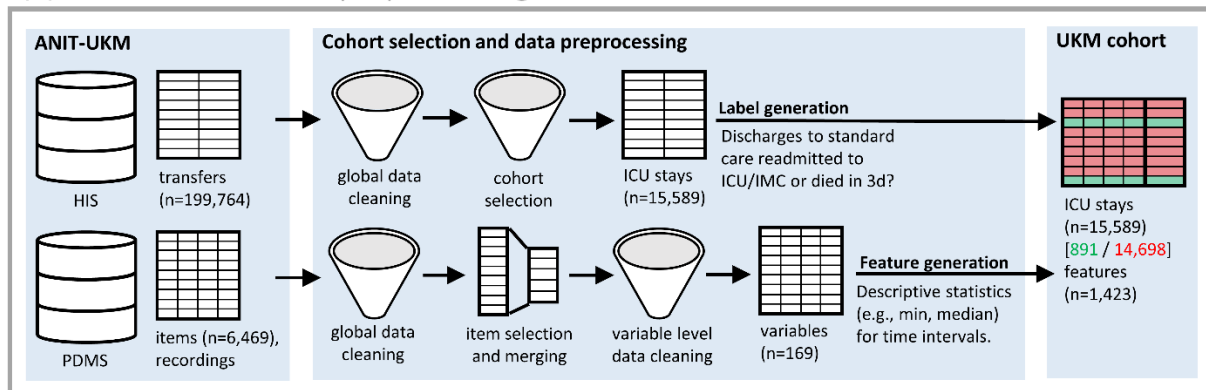 ANIT-UKM
Cohort selection and data preprocessing
UKM cohort
HIS
transfers
(n=199,764)
global data
cleaning
cohort
selection
ICU stays
(n=15,589)
Label generation
Discharges to standard
care readmitted to
ICU/IMC or died in 3d?
PDMS
items (n=6,469),
recordings
global data
cleaning
item selection
and merging
variable level
data cleaning
variables
(n=169)
Feature generation
Descriptive statistics
(e.g., min, median)
for time intervals.
ICU stays
(n=15,589)
[891 / 14,698]
features
(n=1,423)